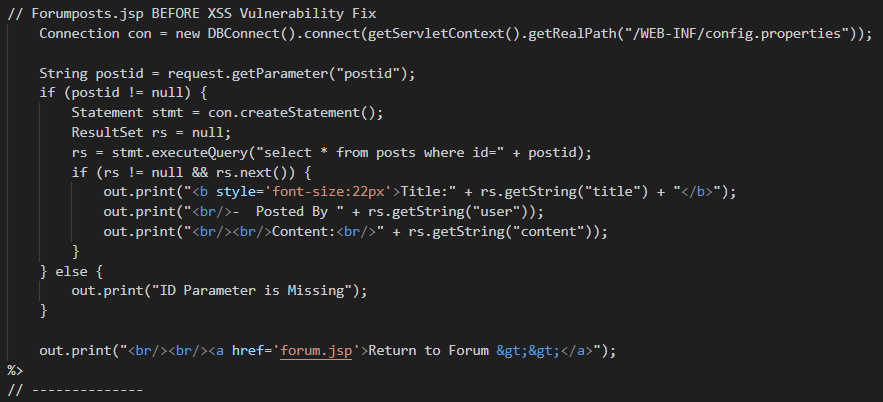 // Forumposts.jsp BEFORE XSS Vulnerability Fix
    Connection con = new DBConnect().connect(getServletContext().getRealPath("/WEB-INF/config.properties"));

    String postid = request.getParameter("postid");
    if (postid != null) {
        Statement stmt = con.createStatement();
        ResultSet rs = null;
        rs = stmt.executeQuery("select * from posts where id=" + postid);
        if (rs != null && rs.next()) {
            out.print("<b style='font-size:22px'>Title:" + rs.getString("title") + "</b>");
            out.print("<br/>-  Posted By " + rs.getString("user"));
            out.print("<br/><br/>Content:<br/>" + rs.getString("content"));
        }
    } else {
        out.print("ID Parameter is Missing");
    }

    out.print("<br/><br/><a href='forum.jsp'>Return to Forum &gt;&gt;</a>");
%>
// --------------